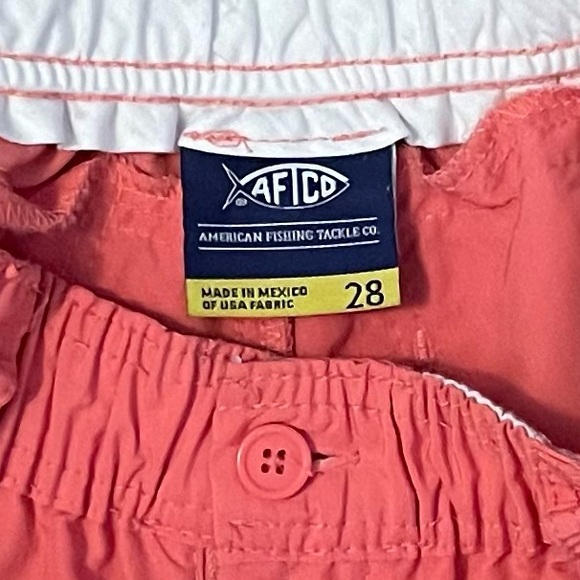 AFTCO
®
AMERICAN FISHING TACKLE CO.
MADE IN MEXICO
OF USA FABRIC
28